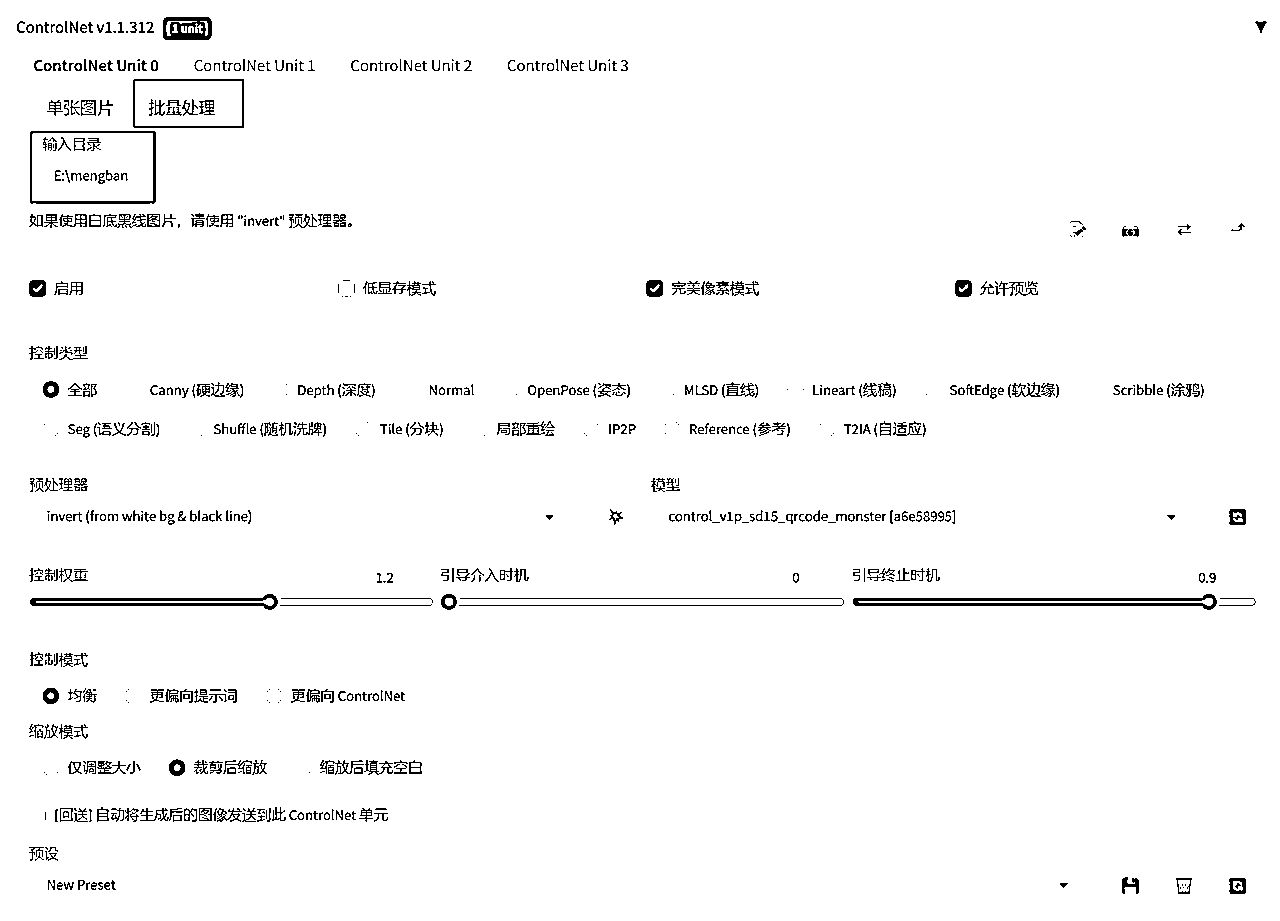 ControlNet v1.1.312 (1 unit)
ControlNet Unit 0 ControlNet Unit 1 ControlNet Unit 2 ControlNet Unit 3
单张图片 批量处理
输入目录
E:\mengban
如果使用白底黑线图片，请使用 "invert" 预处理器。
启用 低显存模式 完美像素模式 允许预览
控制类型
全部 Canny (硬边缘) Depth (深度) Normal OpenPose (姿态) MLSD (直线) Lineart (线稿) SoftEdge (软边缘) Scribble (涂鸦)
Seg (语义分割) Shuffle (随机洗牌) Tile (分块) 局部重绘 IP2P Reference (参考) T2IA (自适应)
预处理器 模型
invert (from white bg & black line) control_v1p_sd15_qrcode_monster [a6e58995]
控制权重 1.2 引导介入时机 0 引导终止时机 0.9
控制模式
均衡 更偏向提示词 更偏向 ControlNet
缩放模式
仅调整大小 裁剪后缩放 缩放后填充空白
[回送] 自动将生成后的图像发送到此 ControlNet 单元
预设
New Preset